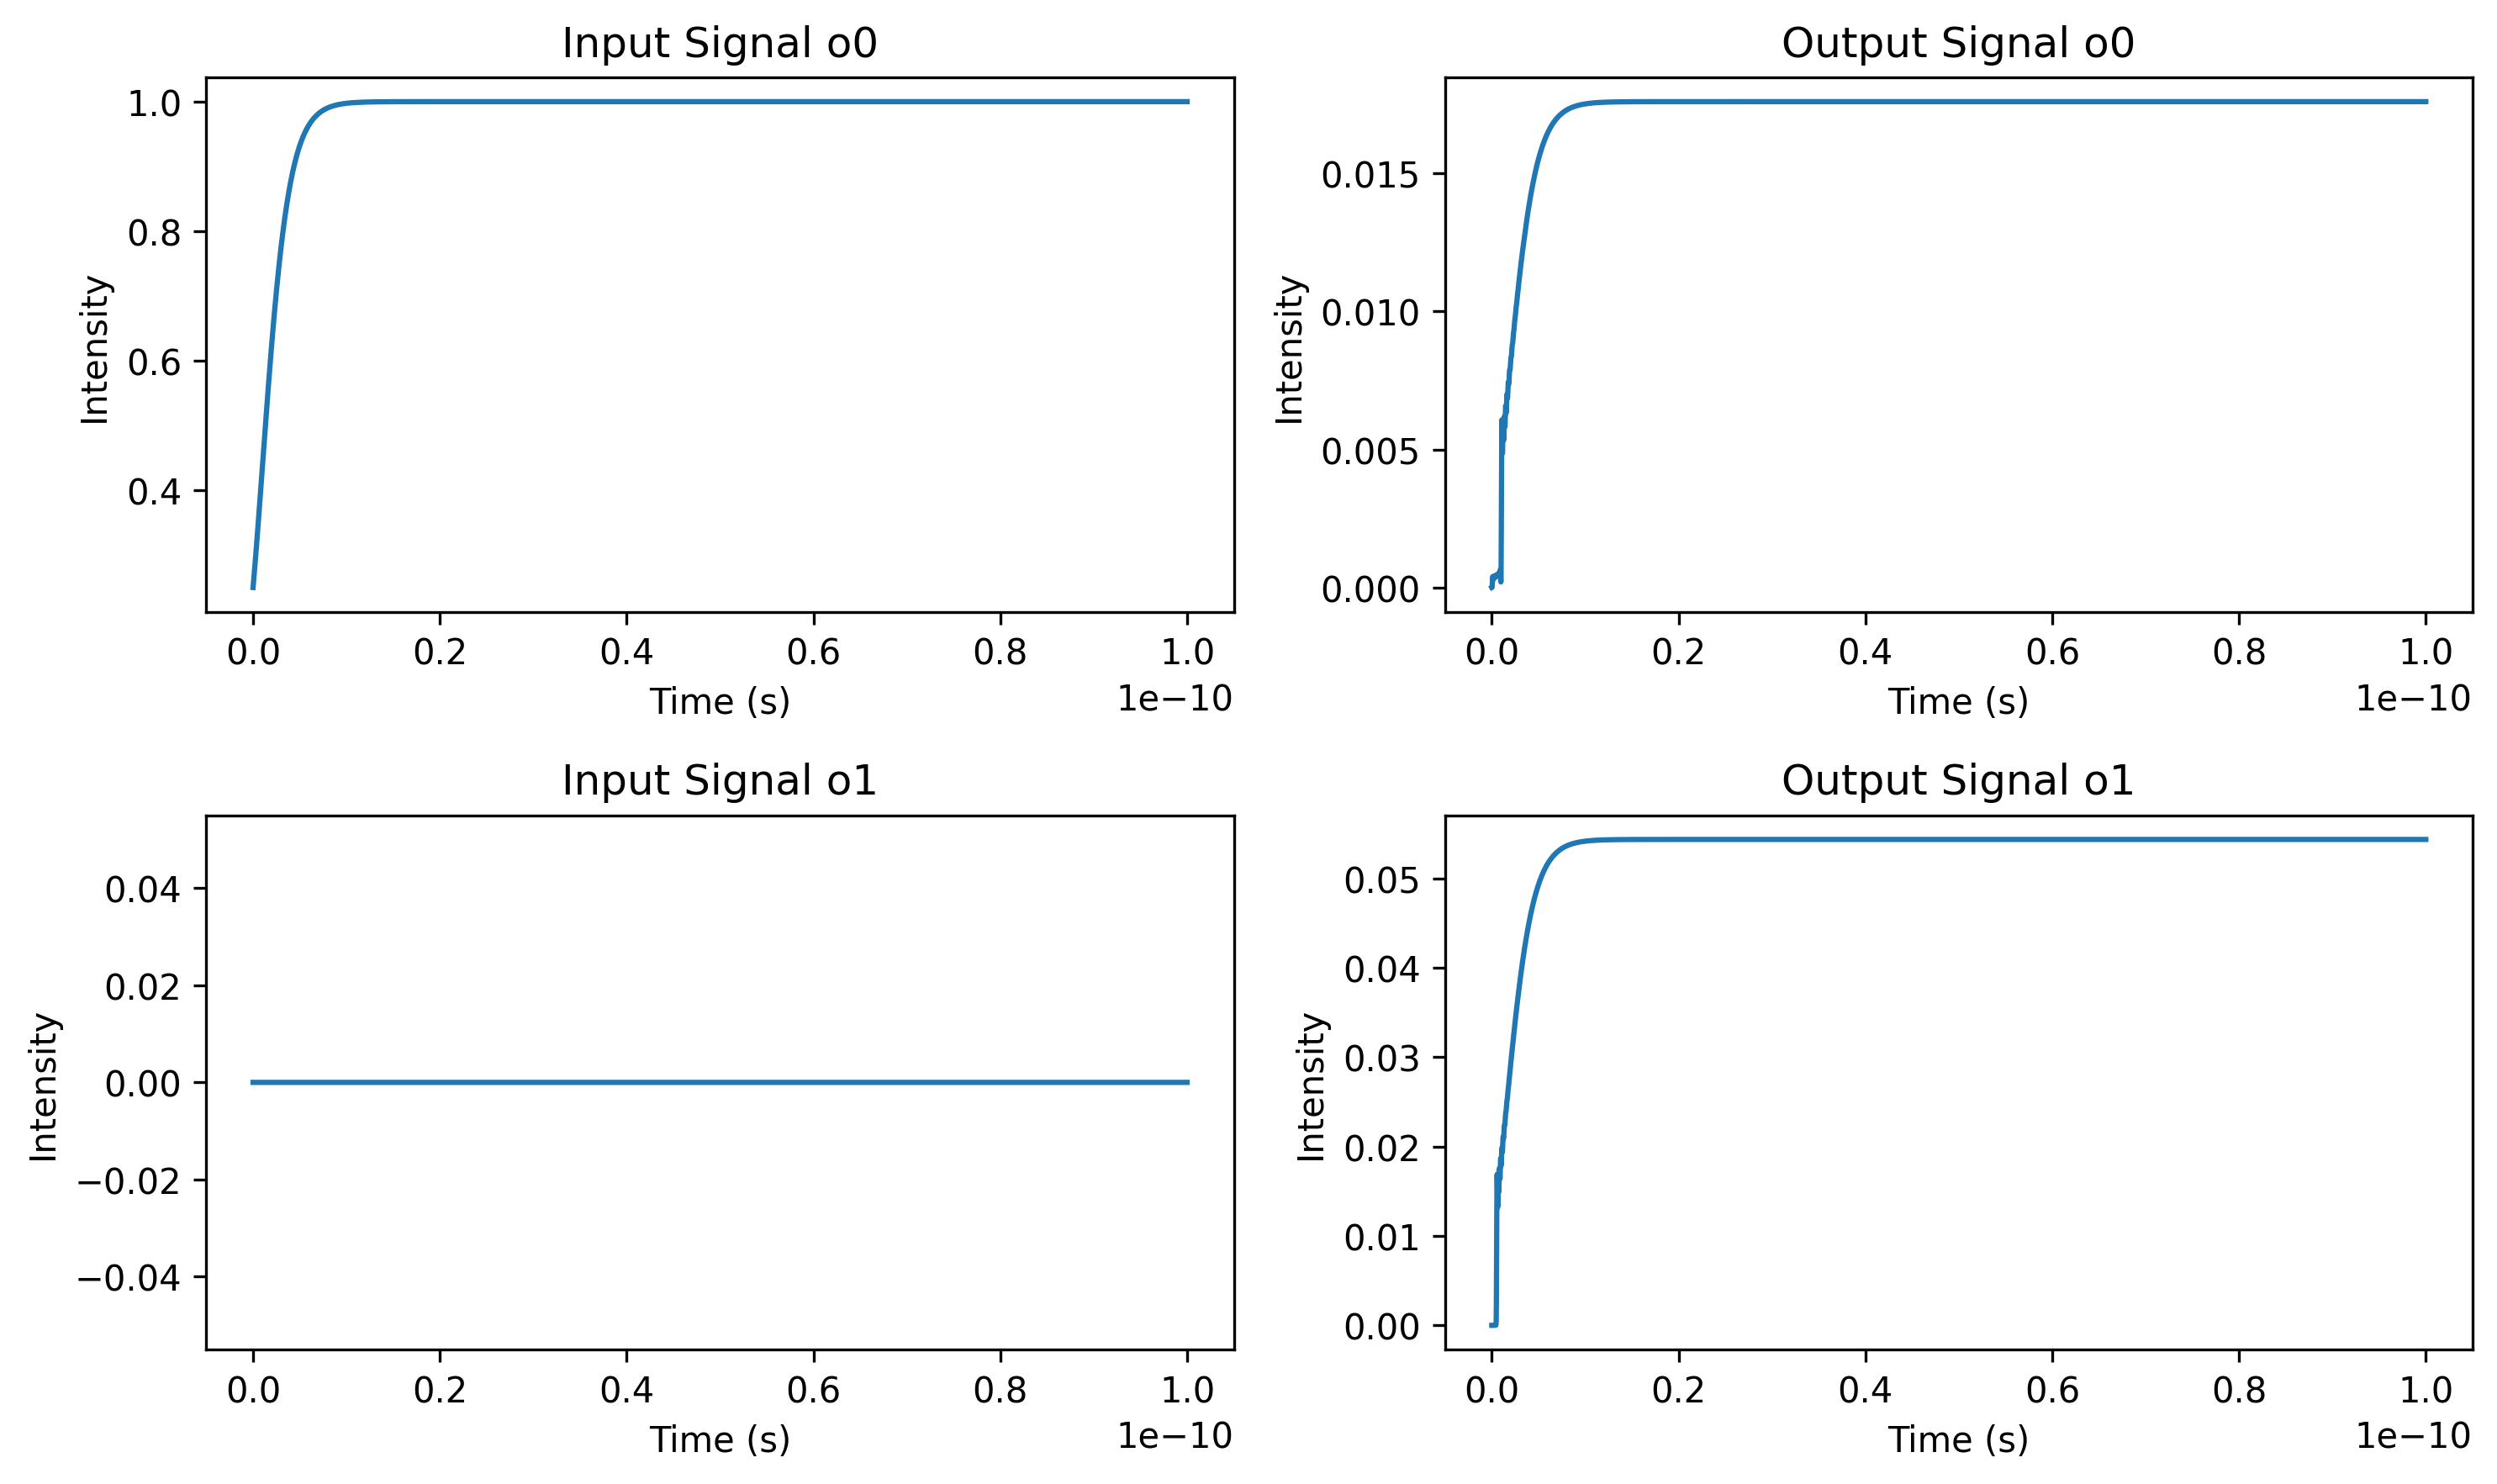 Input Signal o0
Intensity
1.0
0.8
0.6
0.4
0.0 0.2 0.4 0.6 0.8 1.0
Time (s)
1e−10
Output Signal o0
Intensity
0.015
0.010
0.005
0.000
0.0 0.2 0.4 0.6 0.8 1.0
Time (s)
1e−10
Input Signal o1
Intensity
0.04
0.02
0.00
−0.02
−0.04
0.0 0.2 0.4 0.6 0.8 1.0
Time (s)
1e−10
Output Signal o1
Intensity
0.05
0.04
0.03
0.02
0.01
0.00
0.0 0.2 0.4 0.6 0.8 1.0
Time (s)
1e−10